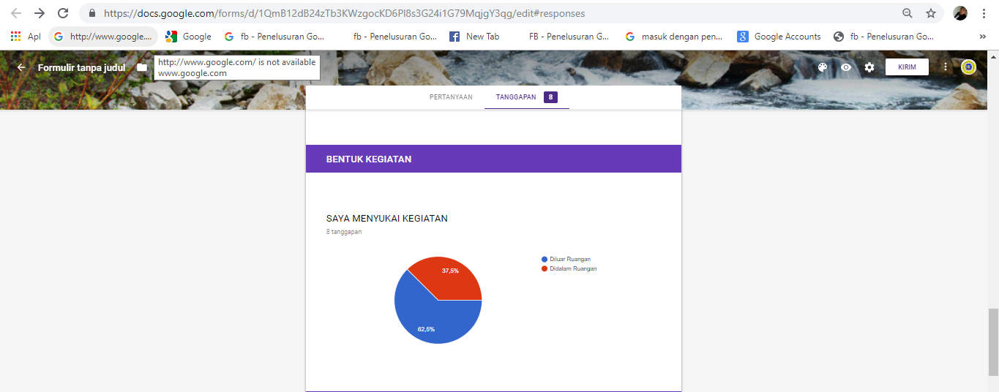 https://docs.google.com/forms/d/1QmB12dB24zTb3KWzgocKD6Pl8s3G24i1G79MqjgY3qg/edit#responses
Apl
http://www.google....
Google
fb - Penelusuran Go...
fb - Penelusuran Go...
New Tab
FB - Penelusuran G...
masuk dengan pen...
Google Accounts
fb - Penelusuran Go...
Formulir tanpa judul
http://www.google.com/ is not available
www.google.com
KIRIM
PERTANYAAN
TANGGAPAN 8
BENTUK KEGIATAN
SAYA MENYUKAI KEGIATAN
8 tanggapan
Diluar Ruangan
Didalam Ruangan
37,5%
62,5%